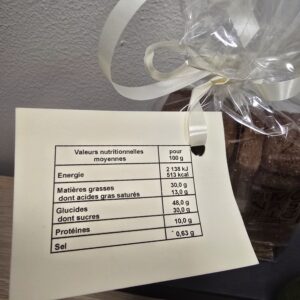 Valeurs nutritionnelles moyennes pour 100 g
Energie 2 138 kJ
513 kcal
Matières grasses 30,0 g
dont acides gras saturés 13,0 g
Glucides 48,0 g
dont sucres 30,0 g
Protéines 10,0 g
Sel 0,63 g